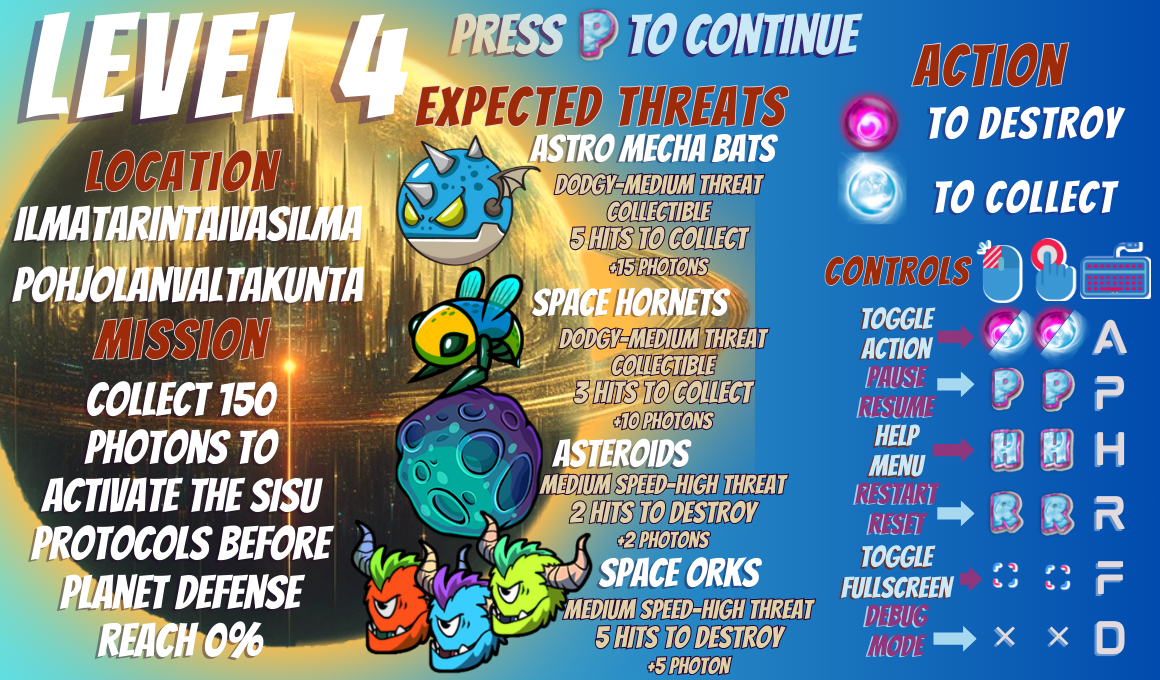 LEVEL 4
PRESS P TO CONTINUE
LOCATION
ILMATARINTAIVASILMA
POHJOLANVALTAKUNTA
MISSION
COLLECT 150
PHOTONS TO
ACTIVATE THE SISU
PROTOCOLS BEFORE
PLANET DEFENSE
REACH 0%
EXPECTED THREATS
ASTRO MECHA BATS
DODGY-MEDIUM THREAT
COLLECTIBLE
5 HITS TO COLLECT
+15 PHOTONS
SPACE HORNETS
DODGY-MEDIUM THREAT
COLLECTIBLE
3 HITS TO COLLECT
+10 PHOTONS
ASTEROIDS
MEDIUM SPEED-HIGH THREAT
2 HITS TO DESTROY
+2 PHOTONS
SPACE ORKS
MEDIUM SPEED-HIGH THREAT
5 HITS TO DESTROY
+5 PHOTON
ACTION
TO DESTROY
TO COLLECT
CONTROLS
TOGGLE
ACTION
A
PAUSE
RESUME
P P P
HELP
MENU
H H H
RESTART
RESET
R R R
TOGGLE
FULLSCREEN
F
DEBUG
MODE
× × D